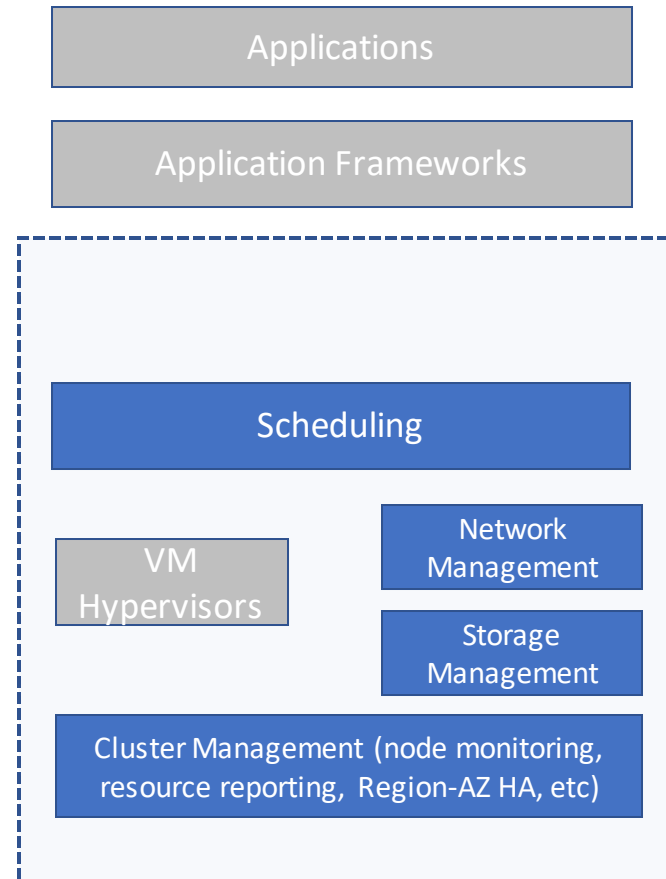 Applications
Application Frameworks
Scheduling
Network
Management
VM
Hypervisors
Storage
Management
Cluster Management (node monitoring,
resource reporting, Region-AZ HA, etc)